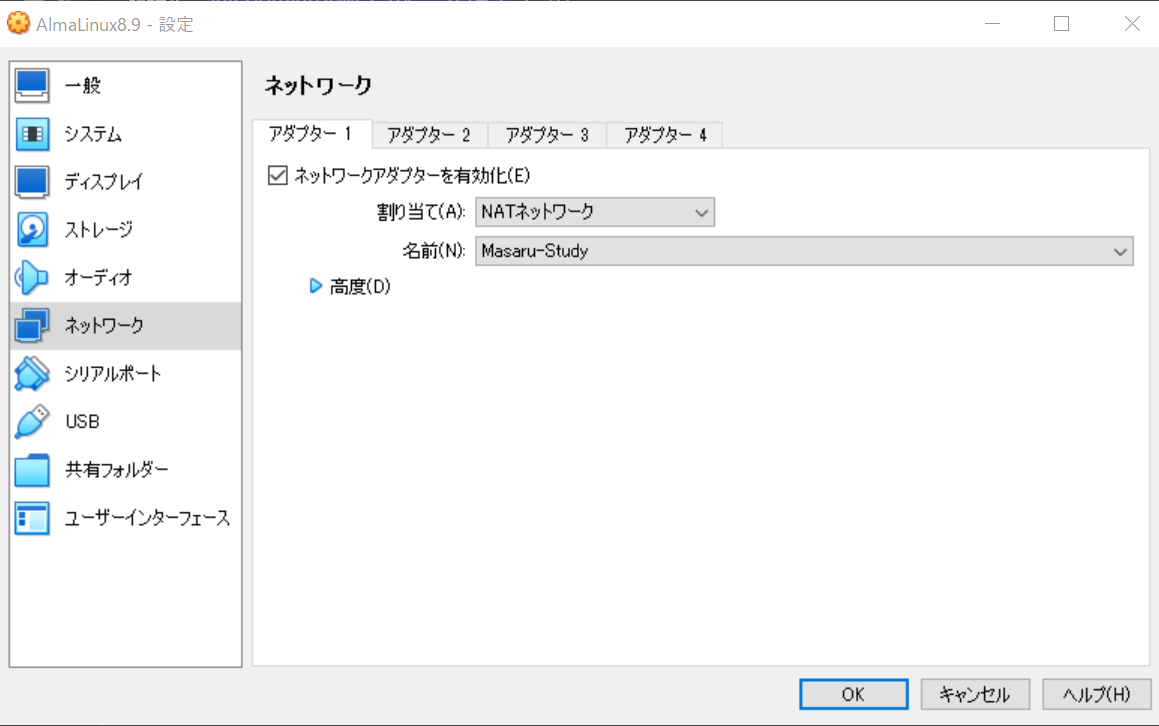 AlmaLinux8.9 - 設定
一般
システム
ディスプレイ
ストレージ
オーディオ
ネットワーク
シリアルポート
USB
共有フォルダー
ユーザーインターフェース
ネットワーク
アダプター 1 アダプター 2 アダプター 3 アダプター 4
ネットワークアダプターを有効化(E)
割り当て(A): NATネットワーク
名前(N): Masaru-Study
高度(D)
OK キャンセル ヘルプ(H)